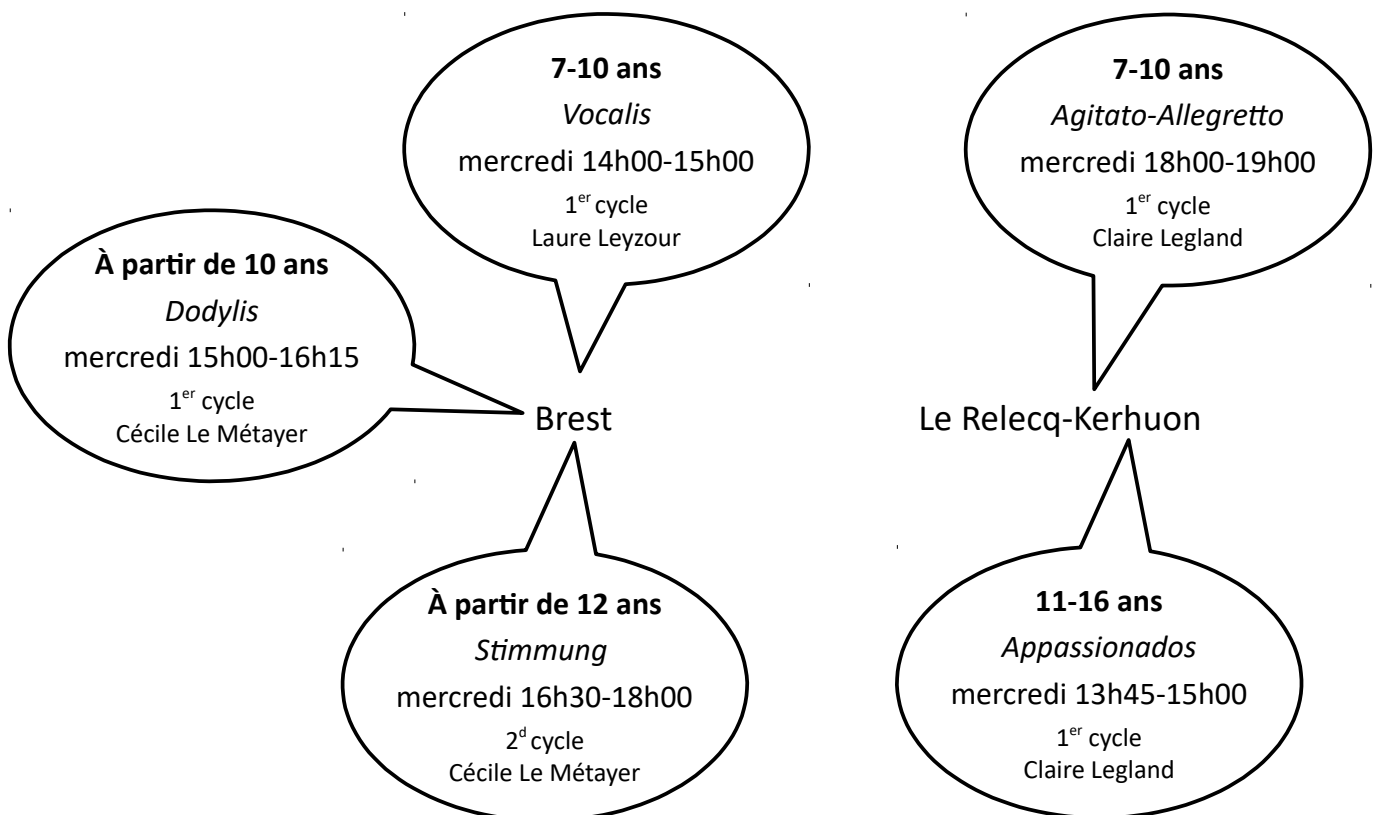 7-10 ans
Vocalis
mercredi 14h00-15h00
1er cycle
Laure Leyzour
7-10 ans
Agitato-Allegretto
mercredi 18h00-19h00
1er cycle
Claire Legland
À partir de 10 ans
Dodylis
mercredi 15h00-16h15
1er cycle
Cécile Le Métayer
Brest
Le Relecq-Kerhuon
À partir de 12 ans
Stimmung
mercredi 16h30-18h00
2d cycle
Cécile Le Métayer
11-16 ans
Appassionados
mercredi 13h45-15h00
1er cycle
Claire Legland